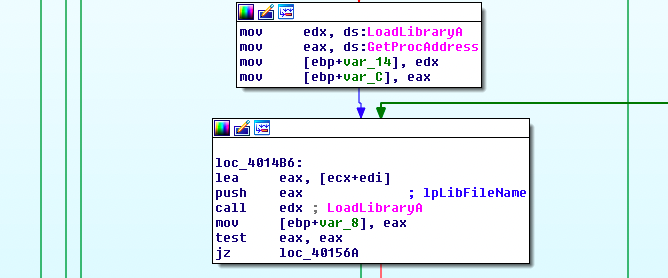 mov edx, ds:LoadLibraryA
mov eax, ds:GetProcAddress
mov [ebp+var_14], edx
mov [ebp+var_C], eax
loc_4014B6:
lea eax, [ecx+edi]
push eax ; lpLibFileName
call edx ; LoadLibraryA
mov [ebp+var_8], eax
test eax, eax
jz loc_40156A